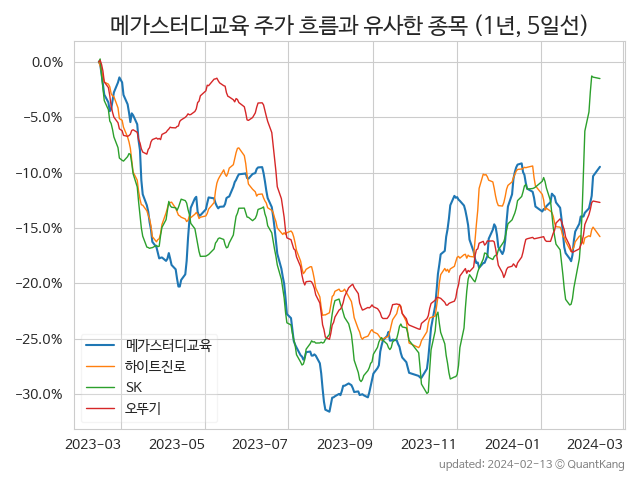 메가스터디교육 주가 흐름과 유사한 종목 (1년, 5일선)
0.0%
−5.0%
−10.0%
−15.0%
−20.0%
−25.0%
−30.0%
메가스터디교육
하이트진로
SK
오뚜기
2023-03 2023-05 2023-07 2023-09 2023-11 2024-01 2024-03
updated: 2024-02-13 © QuantKang